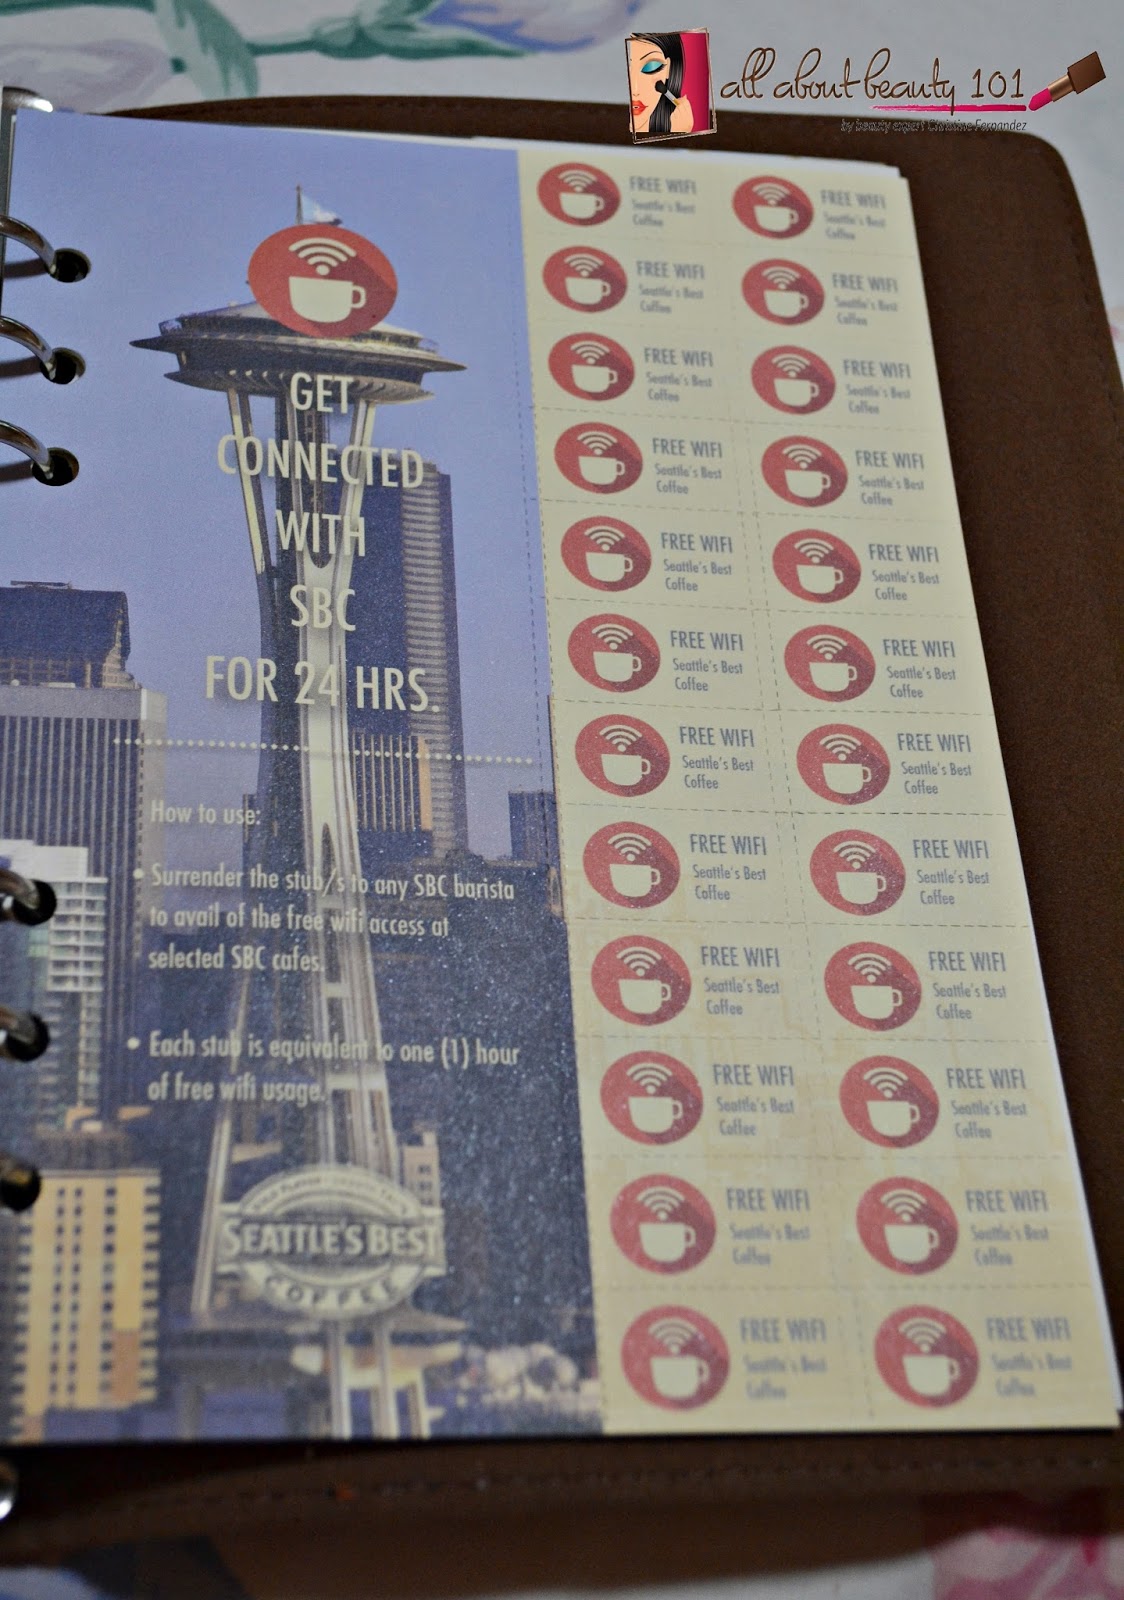 all about beauty 101
by beauty expert Christine Fernandez
GET
CONNECTED
WITH
SBC
FOR 24 HRS.
How to use:
• Surrender the stub/s to any SBC barista
to avail of the free wifi access at
selected SBC cafes.
• Each stub is equivalent to one (1) hour
of free wifi usage.
SEATTLE'S BEST
COFFEE
FREE WIFI
Seattle's Best
Coffee
FREE WIFI
Seattle's Best
Coffee
FREE WIFI
Seattle's Best
Coffee
FREE WIFI
Seattle's Best
Coffee
FREE WIFI
Seattle's Best
Coffee
FREE WIFI
Seattle's Best
Coffee
FREE WIFI
Seattle's Best
Coffee
FREE WIFI
Seattle's Best
Coffee
FREE WIFI
Seattle's Best
Coffee
FREE WIFI
Seattle's Best
Coffee
FREE WIFI
Seattle's Best
Coffee
FREE WIFI
Seattle's Best
Coffee
FREE WIFI
Seattle's Best
Coffee
FREE WIFI
Seattle's Best
Coffee
FREE WIFI
Seattle's Best
Coffee
FREE WIFI
Seattle's Best
Coffee
FREE WIFI
Seattle's Best
Coffee
FREE WIFI
Seattle's Best
Coffee
FREE WIFI
Seattle's Best
Coffee
FREE WIFI
Seattle's Best
Coffee
FREE WIFI
Seattle's Best
Coffee
FREE WIFI
Seattle's Best
Coffee
FREE WIFI
Seattle's Best
Coffee
FREE WIFI
Seattle's Best
Coffee